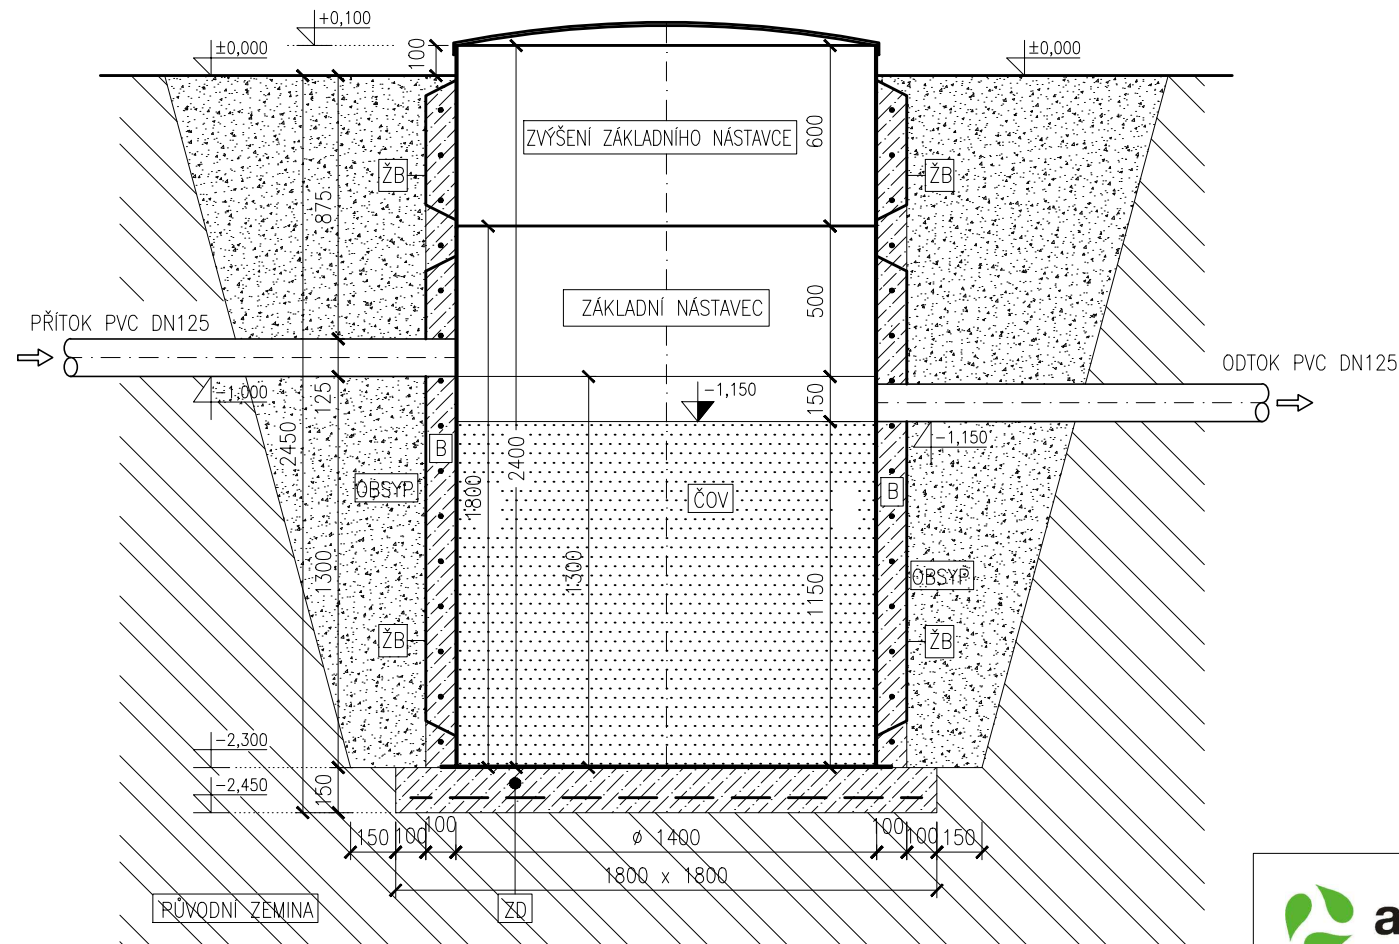 +0,100
±0,000
±0,000
100
ZVÝŠENÍ ZÁKLADNÍHO NÁSTAVCE
600
ŽB
ŽB
875
ZÁKLADNÍ NÁSTAVEC
500
PŘÍTOK PVC DN125
ODTOK PVC DN125
-1,000
125
-1,150
150
-1,150
2450
2400
B
B
OBSYP
1800
ČOV
1300
1300
1150
OBSYP
ŽB
ŽB
-2,300
-2,450
150
150
100
100
ø 1400
100
100
150
1800 x 1800
PŮVODNÍ ZEMINA
ZD
a